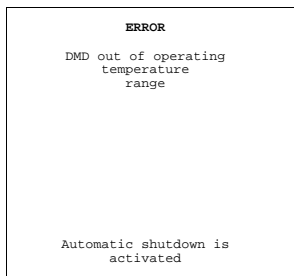 ERROR
DMD out of operating
temperature
range
Automatic shutdown is
activated